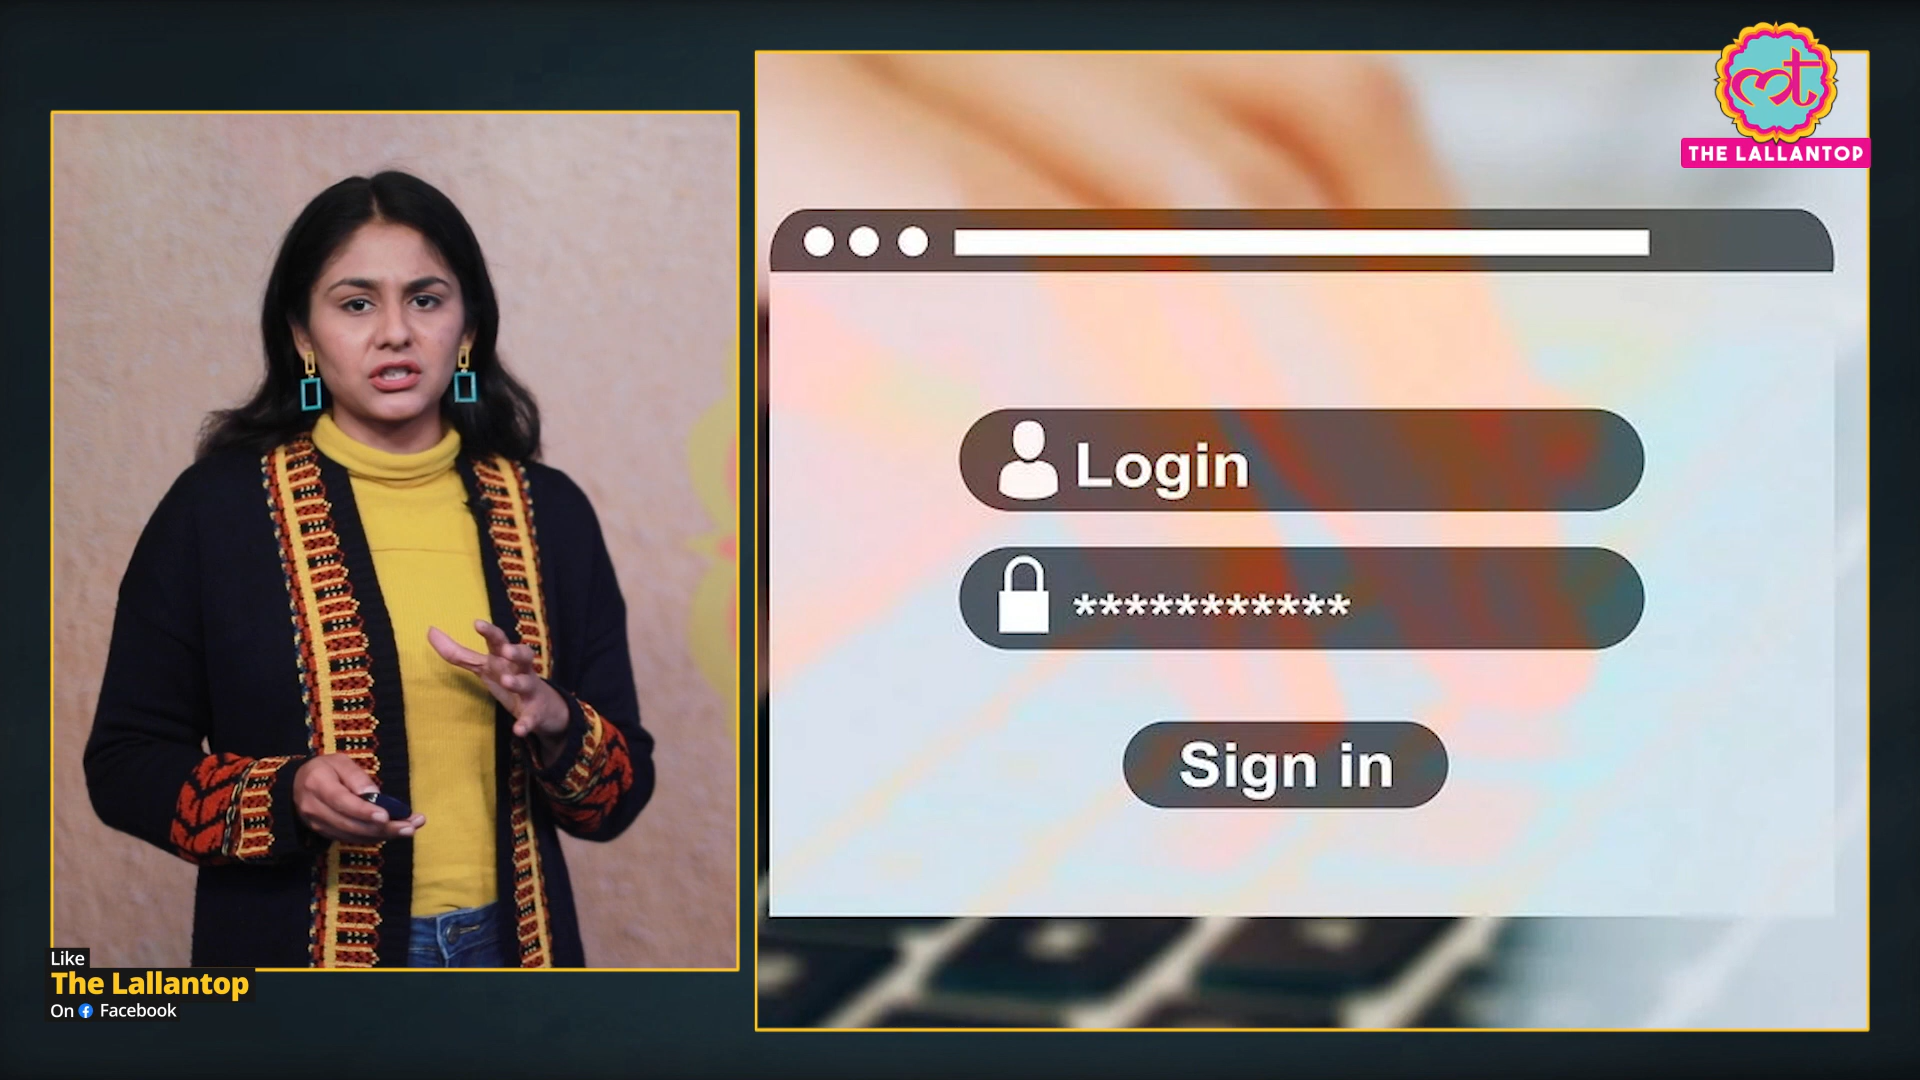 THE LALLANTOP
Login
***********
Sign in
Like
The Lallantop
On Facebook